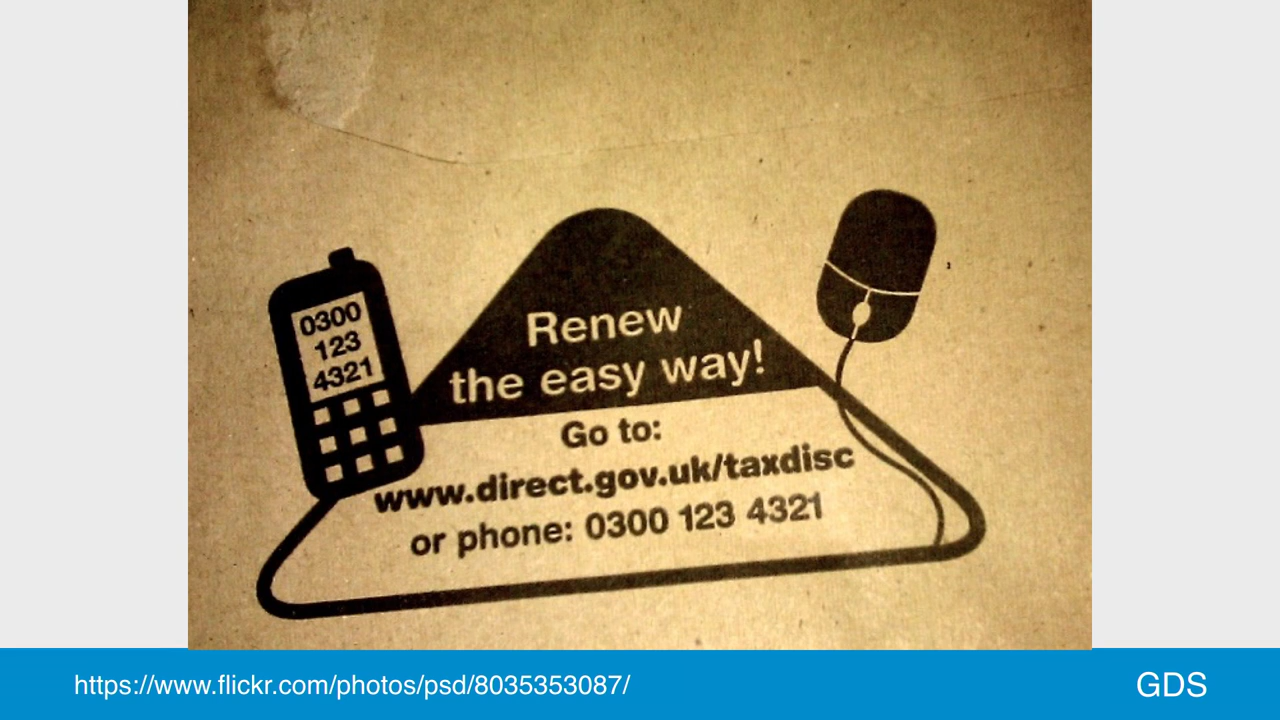 0300
123
4321
Renew
the easy way!
Go to:
www.direct.gov.uk/taxdisc
or phone: 0300 123 4321
https://www.flickr.com/photos/psd/8035353087/
GDS